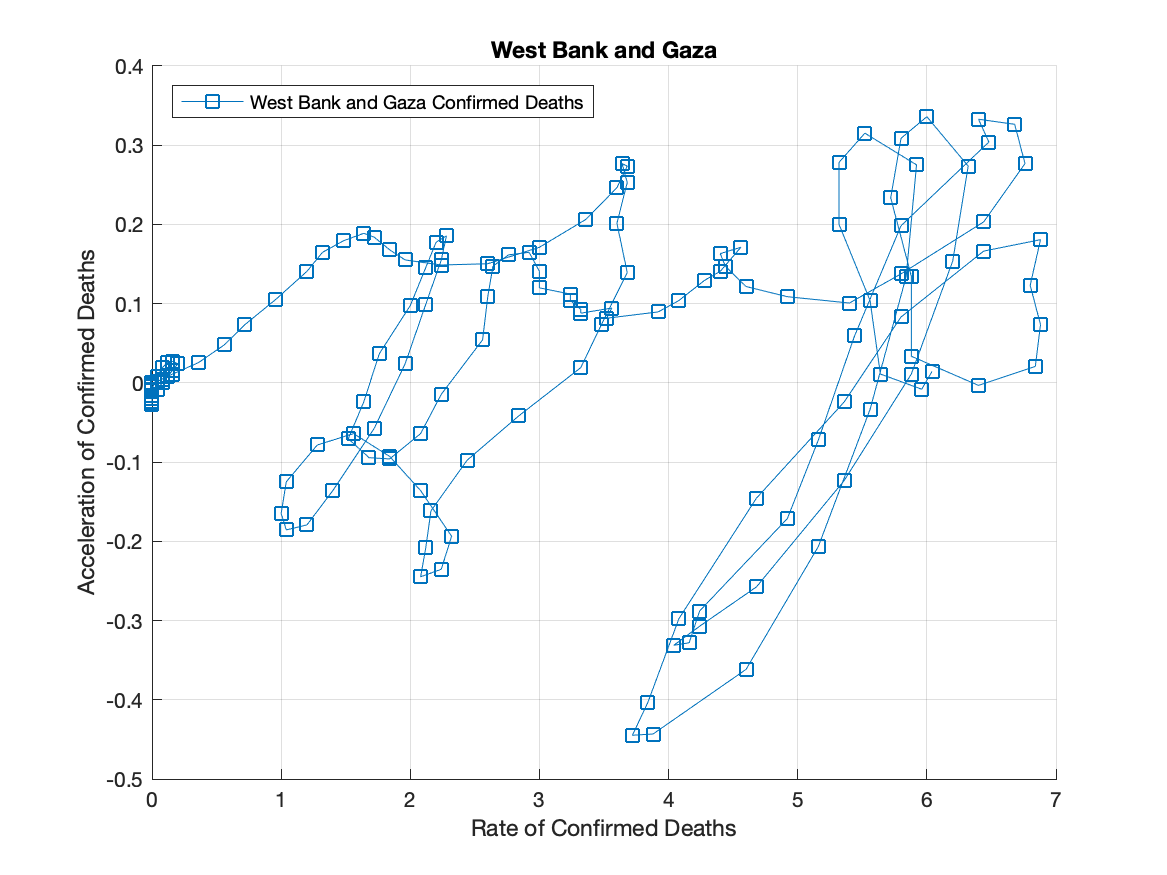 West Bank and Gaza
0.4
West Bank and Gaza Confirmed Deaths
0.3
0.2
0.1
0
-0.1
-0.2
-0.3
-0.4
-0.5
Acceleration of Confirmed Deaths
0 1 2 3 4 5 6 7
Rate of Confirmed Deaths